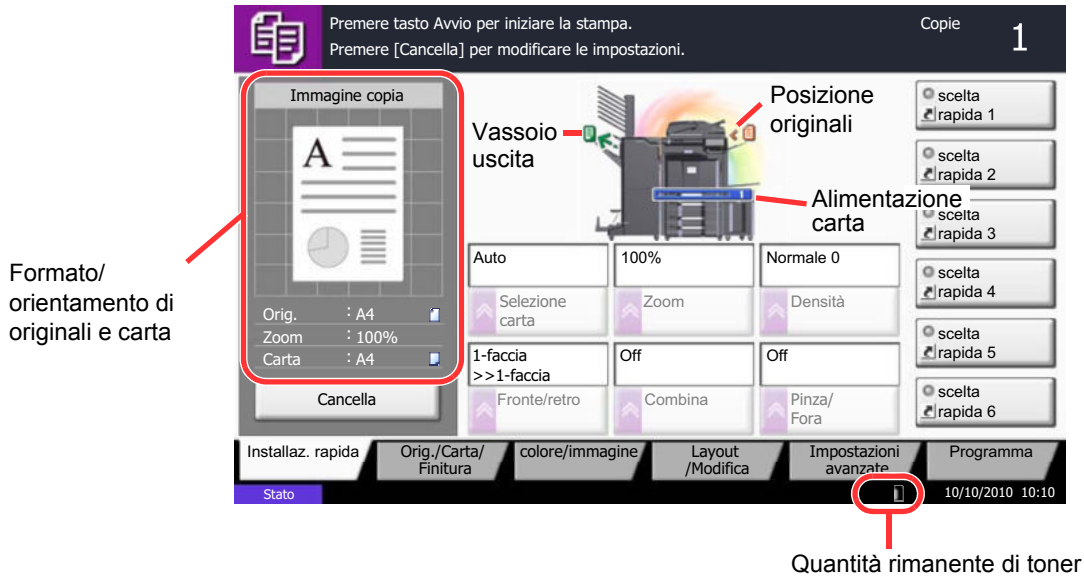 Premere tasto Avvio per iniziare la stampa.
Premere [Cancella] per modificare le impostazioni.
Copie
1
Immagine copia
A
Orig. : A4
Zoom : 100%
Carta : A4
Cancella
Formato/
orientamento di
originali e carta
Vassoio
uscita
Posizione
originali
Alimentazione
carta
1
Auto
Selezione
carta
100%
Zoom
Normale 0
Densità
1-faccia
>>1-faccia
Fronte/retro
Off
Combina
Off
Pinza/
Fora
scelta
rapida 1
scelta
rapida 2
scelta
rapida 3
scelta
rapida 4
scelta
rapida 5
scelta
rapida 6
Installaz. rapida
Orig./Carta/
Finitura
colore/immagine
Layout
/Modifica
Impostazioni
avanzate
Programma
Stato
10/10/2010 10:10
Quantità rimanente di toner